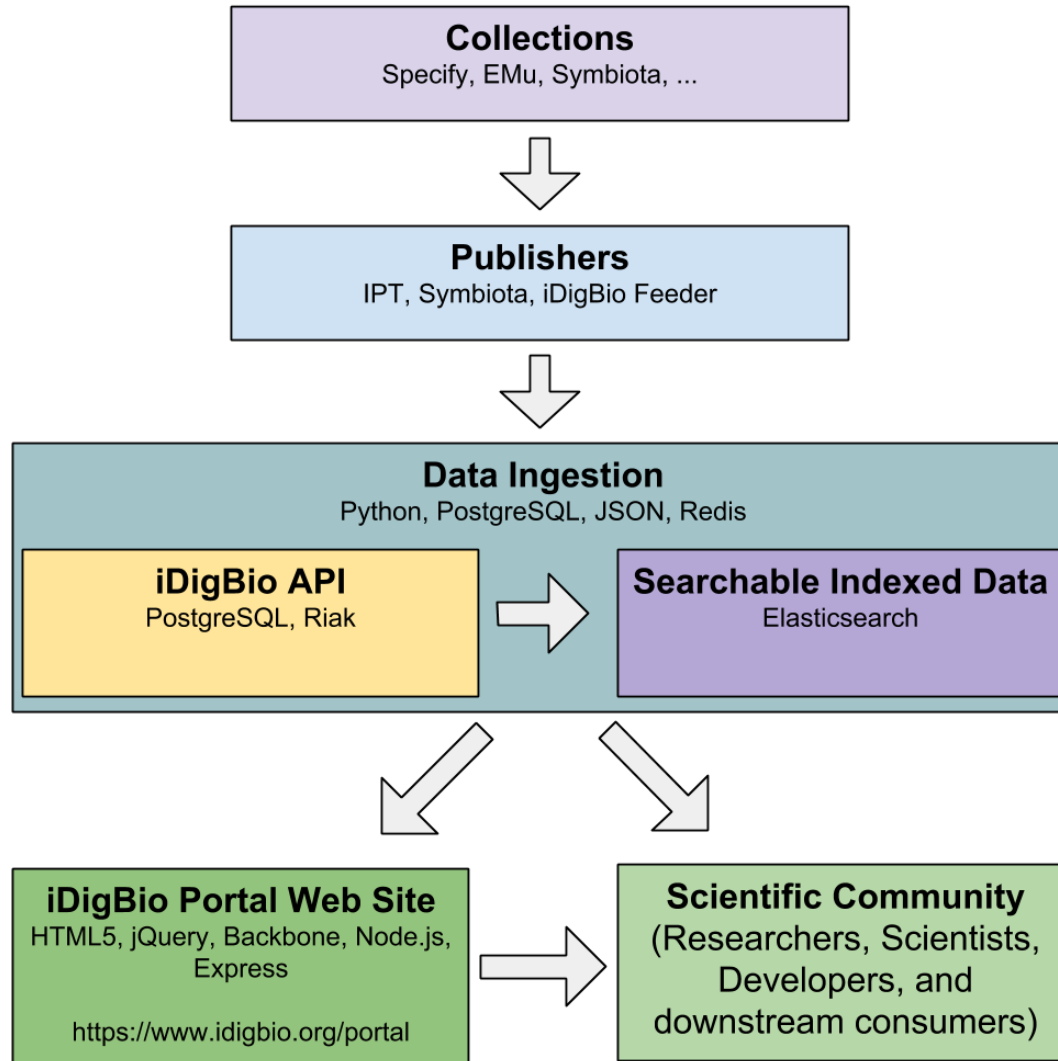 Collections
Specify, EMu, Symbiota, ...
Publishers
IPT, Symbiota, iDigBio Feeder
Data Ingestion
Python, PostgreSQL, JSON, Redis
iDigBio API
PostgreSQL, Riak
Searchable Indexed Data
Elasticsearch
iDigBio Portal Web Site
HTML5, jQuery, Backbone, Node.js,
Express
https://www.idigbio.org/portal
Scientific Community
(Researchers, Scientists,
Developers, and
downstream consumers)